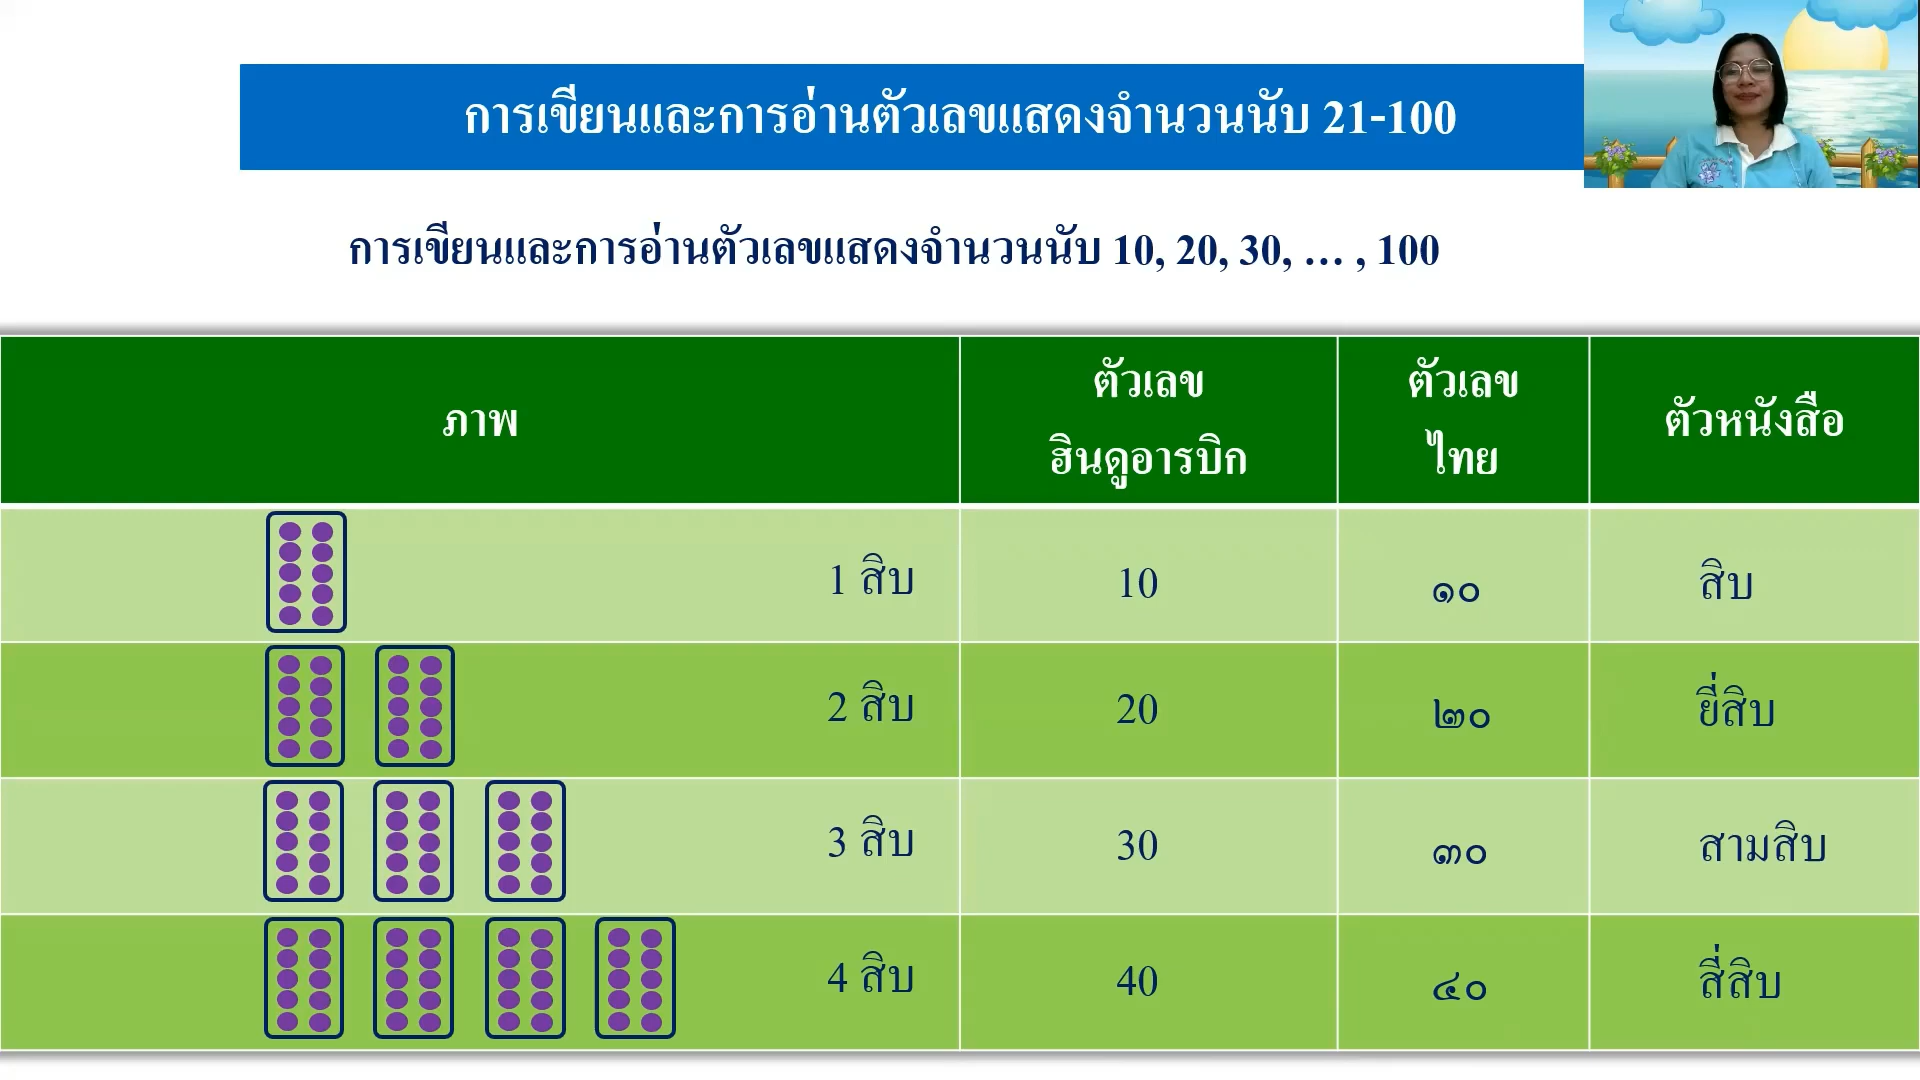 การเขียนและการอ่านตัวเลขแสดงจำนวนนับ 21-100
การเขียนและการอ่านตัวเลขแสดงจำนวนนับ 10, 20, 30, … , 100
ภาพ
ตัวเลข
ฮินดูอารบิก
ตัวเลข
ไทย
ตัวหนังสือ
1 สิบ 10 ๑๐ สิบ
2 สิบ 20 ๒๐ ยี่สิบ
3 สิบ 30 ๓๐ สามสิบ
4 สิบ 40 ๔๐ สี่สิบ